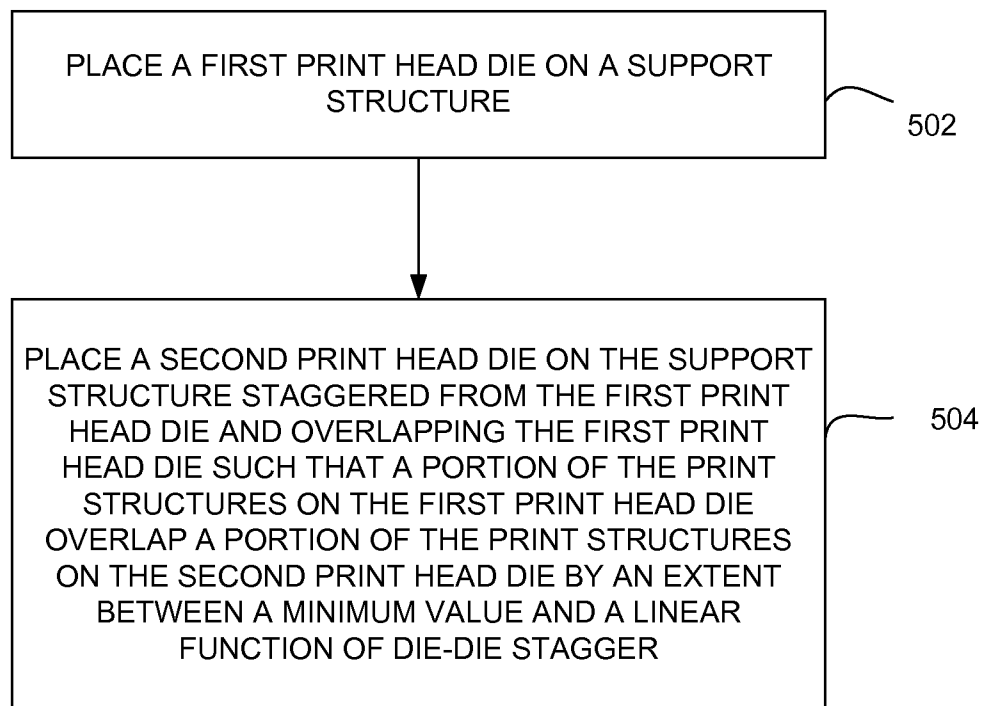 PLACE A FIRST PRINT HEAD DIE ON A SUPPORT
STRUCTURE
502
PLACE A SECOND PRINT HEAD DIE ON THE SUPPORT
STRUCTURE STAGGERED FROM THE FIRST PRINT
HEAD DIE AND OVERLAPPING THE FIRST PRINT
HEAD DIE SUCH THAT A PORTION OF THE PRINT
STRUCTURES ON THE FIRST PRINT HEAD DIE
OVERLAP A PORTION OF THE PRINT STRUCTURES
ON THE SECOND PRINT HEAD DIE BY AN EXTENT
BETWEEN A MINIMUM VALUE AND A LINEAR
FUNCTION OF DIE-DIE STAGGER
504